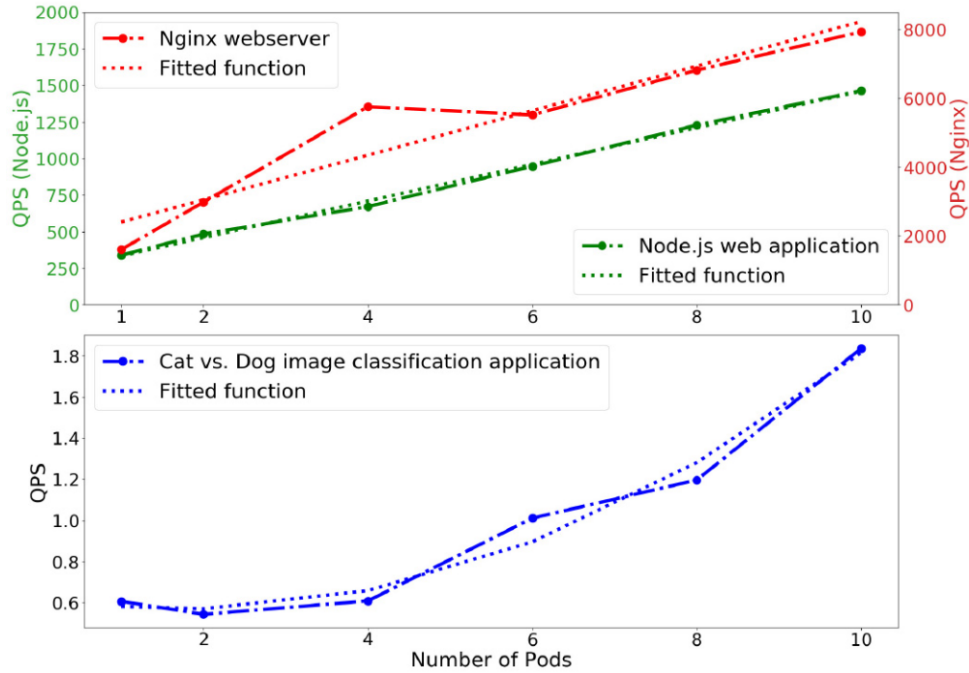 2000
1750
1500
1250
1000
750
500
250
0
QPS (Node.js)
Nginx webserver
Fitted function
8000
6000
4000
2000
0
QPS (Nginx)
Node.js web application
Fitted function
1 2 4 6 8 10
1.8
1.6
1.4
1.2
1.0
0.8
0.6
QPS
Cat vs. Dog image classification application
Fitted function
2 4 6 8 10
Number of Pods